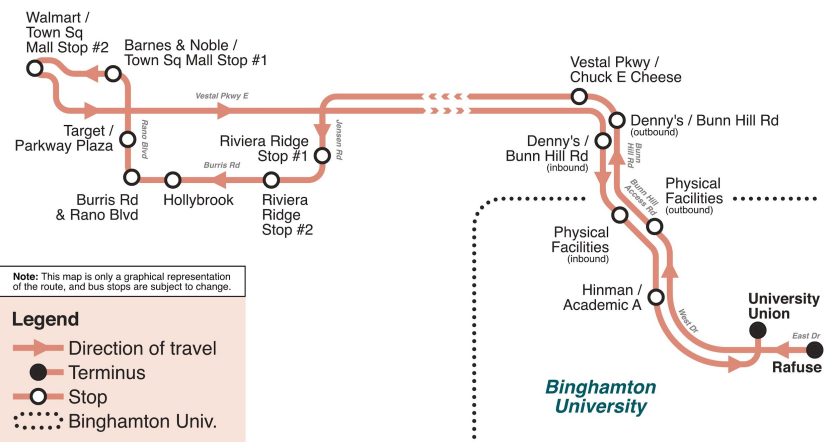 Walmart /
Town Sq
Mall Stop #2
Barnes & Noble /
Town Sq Mall Stop #1
Vestal Pkwy /
Chuck E Cheese
Vestal Pkwy E
Denny's / Bunn Hill Rd
(outbound)
Target /
Parkway Plaza
Rano Blvd
Riviera Ridge
Stop #1
Jensen Rd
Denny's /
Bunn Hill Rd
(inbound)
Bunn
Hill Rd
Burris Rd
Bunn Hill
Access Rd
Physical
Facilities
(outbound)
Burris Rd
& Rano Blvd
Hollybrook
Riviera
Ridge
Stop #2
Physical
Facilities
(inbound)
Note: This map is only a graphical representation
of the route, and bus stops are subject to change.
Hinman /
Academic A
West Dr
University
Union
East Dr
Rafuse
Legend
Direction of travel
Terminus
Stop
Binghamton Univ.
Binghamton
University